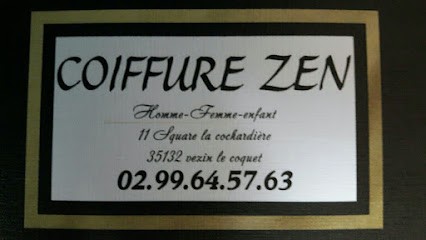 COIFFURE ZEN
Homme-Femme-enfant
11 Square la cockardière
35132 vezin le coquet
02.99.64.57.63